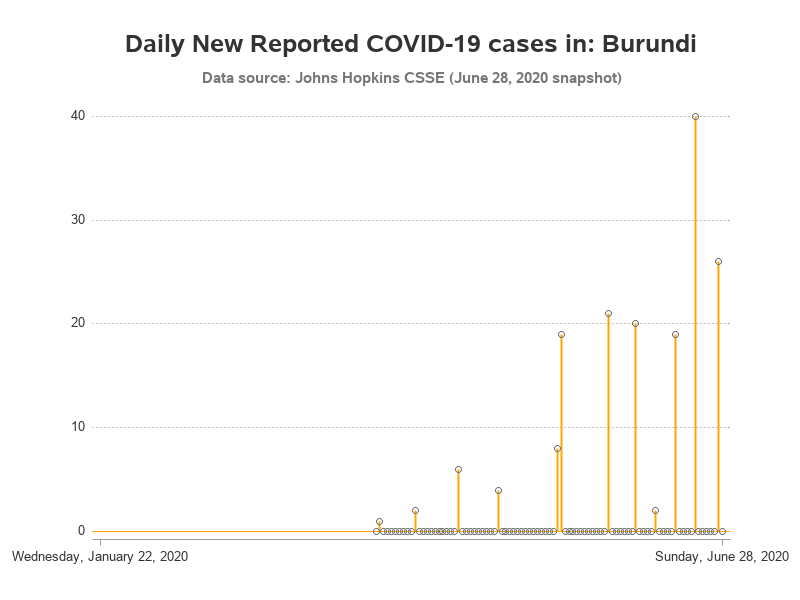 Daily New Reported COVID-19 cases in: Burundi
Data source: Johns Hopkins CSSE (June 28, 2020 snapshot)
40
30
20
10
0
Wednesday, January 22, 2020
Sunday, June 28, 2020